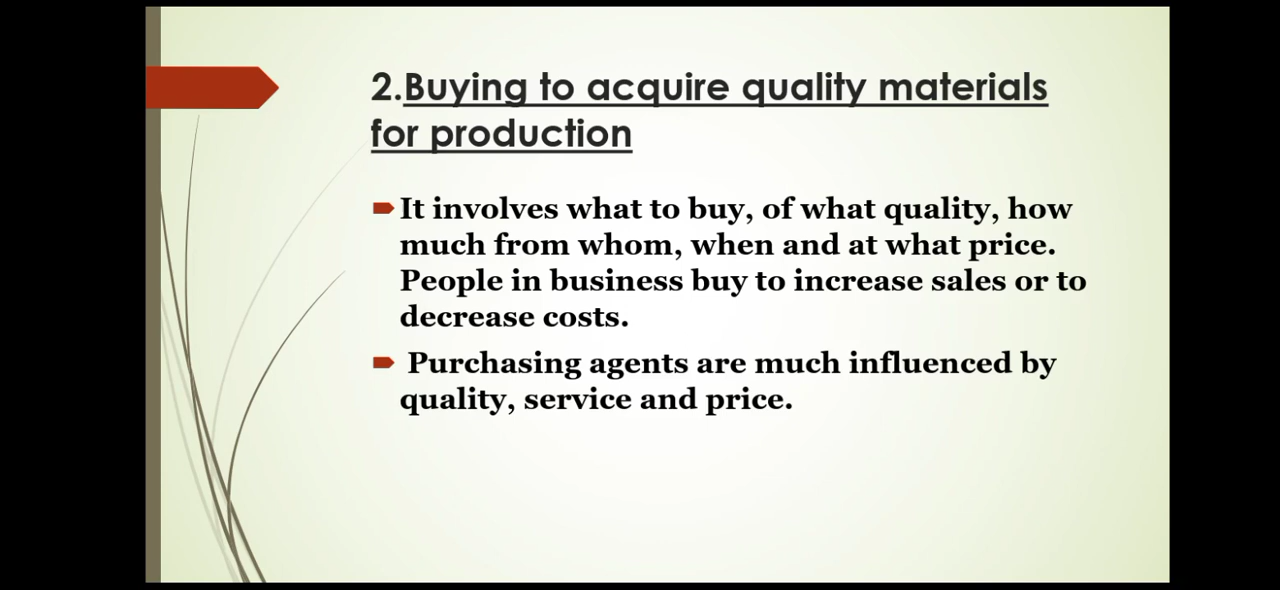 2.Buying to acquire quality materials
for production
It involves what to buy, of what quality, how
much from whom, when and at what price.
People in business buy to increase sales or to
decrease costs.
Purchasing agents are much influenced by
quality, service and price.